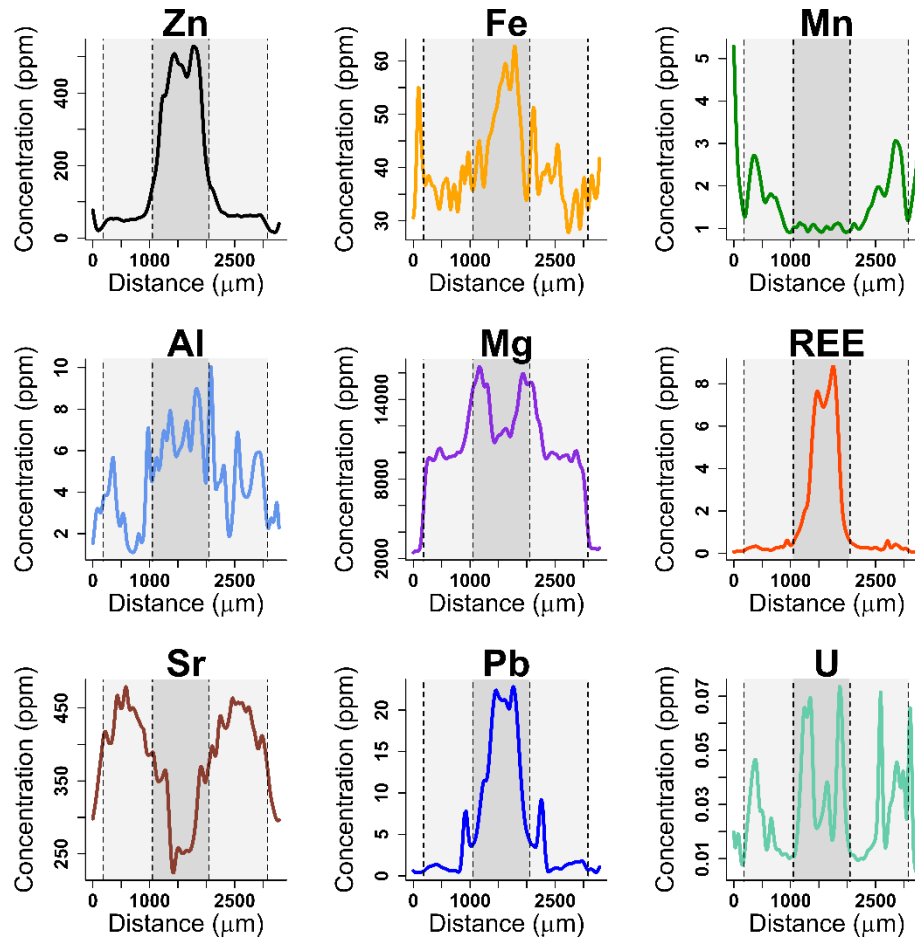 Zn
Concentration (ppm)
0
200
400
0
1000
2500
Distance (μm)
Fe
Concentration (ppm)
30
40
50
60
0
1000
2500
Distance (μm)
Mn
Concentration (ppm)
1
2
3
4
5
0
1000
2500
Distance (μm)
Al
Concentration (ppm)
2
4
6
8
10
0
1000
2500
Distance (μm)
Mg
Concentration (ppm)
2000
8000
14000
0
1000
2500
Distance (μm)
REE
Concentration (ppm)
0
2
4
6
8
0
1000
2500
Distance (μm)
Sr
Concentration (ppm)
250
350
450
0
1000
2500
Distance (μm)
Pb
Concentration (ppm)
0
5
10
15
20
0
1000
2500
Distance (μm)
U
Concentration (ppm)
0.01
0.03
0.05
0.07
0
1000
2500
Distance (μm)